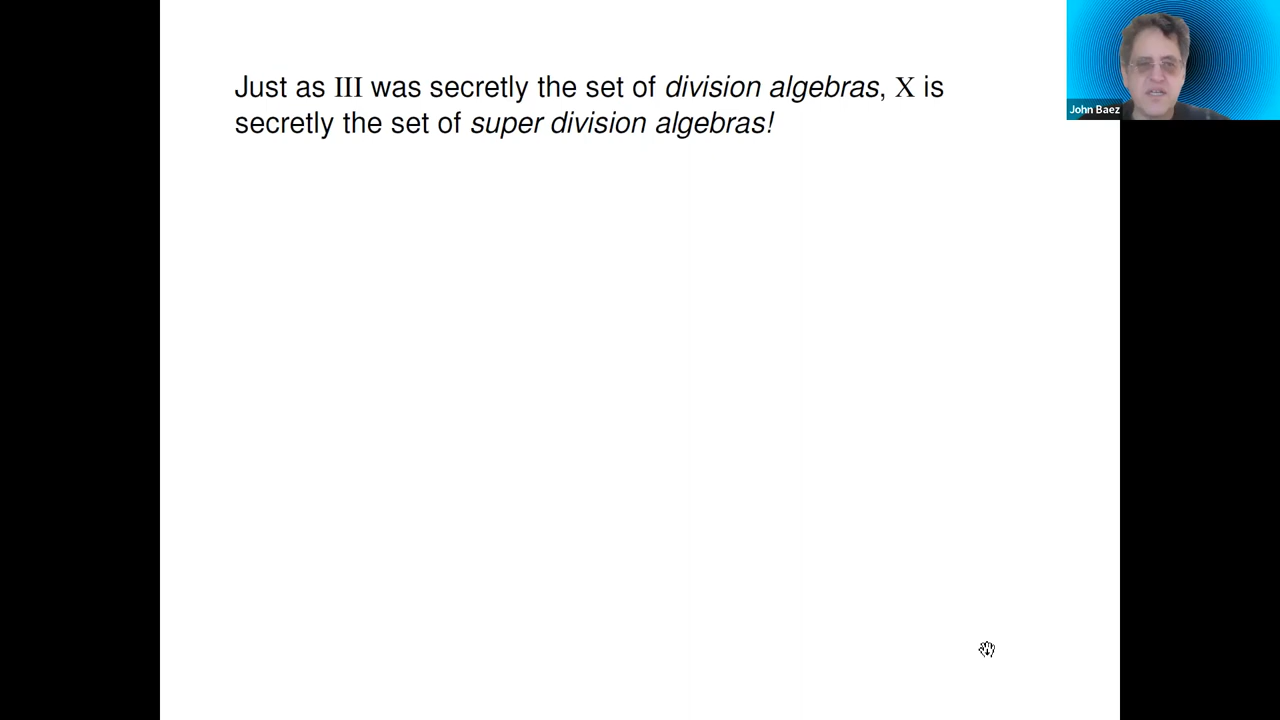 Just as III was secretly the set of division algebras, X is
secretly the set of super division algebras!
John Baez